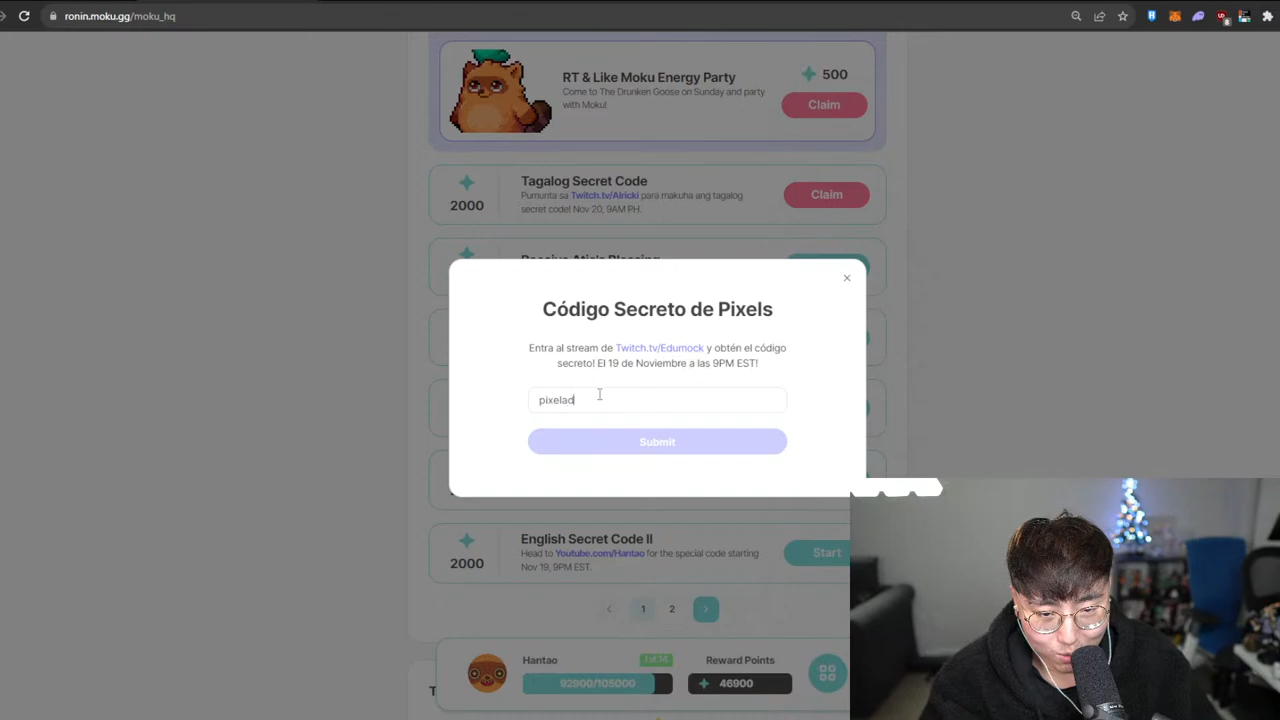 ronin.moku.gg/moku_hq
RT & Like Moku Energy Party
Come to The Drunken Goose on Sunday and party
with Moku!
500
Claim
Tagalog Secret Code
Pumunta sa Twitch.tv/Alricki para makuha ang tagalog
secret code! Nov 20, 9AM PH.
2000
Claim
Código Secreto de Pixels
Entra al stream de Twitch.tv/Edumock y obtén el código
secreto! El 19 de Noviembre a las 9PM EST!
pixelad
Submit
English Secret Code II
Head to Youtube.com/Hantao for the special code starting
Nov 19, 9PM EST.
2000
Start
1 2
Hantao
Lvl.14
92900/105000
Reward Points
46900